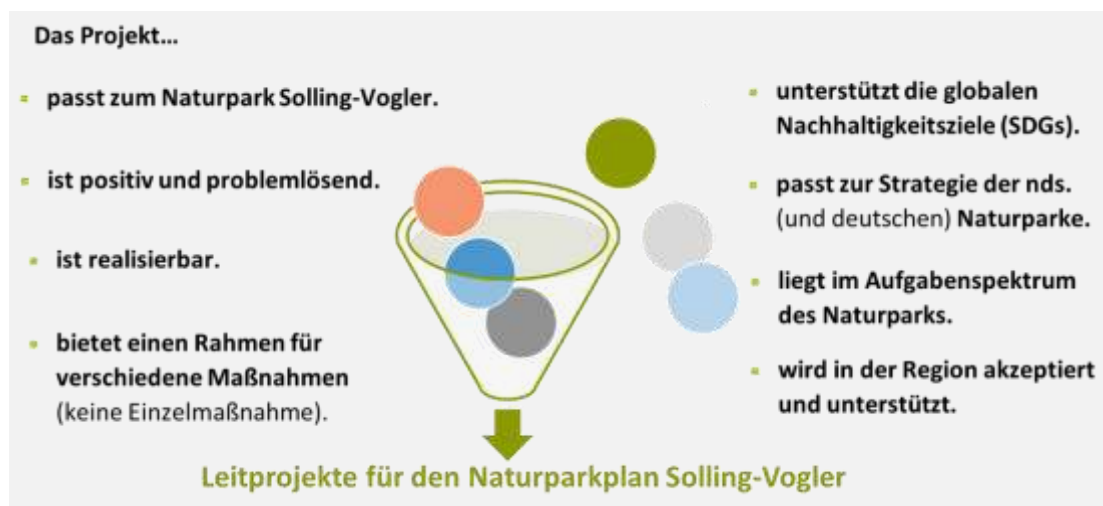 Das Projekt…
passt zum Naturpark Solling-Vogler.
ist positiv und problemlösend.
ist realisierbar.
bietet einen Rahmen für
verschiedene Maßnahmen
(keine Einzelmaßnahme).
unterstützt die globalen
Nachhaltigkeitsziele (SDGs).
passt zur Strategie der nds.
(und deutschen) Naturparke.
liegt im Aufgabenspektrum
des Naturparks.
wird in der Region akzeptiert
und unterstützt.
Leitprojekte für den Naturparkplan Solling-Vogler